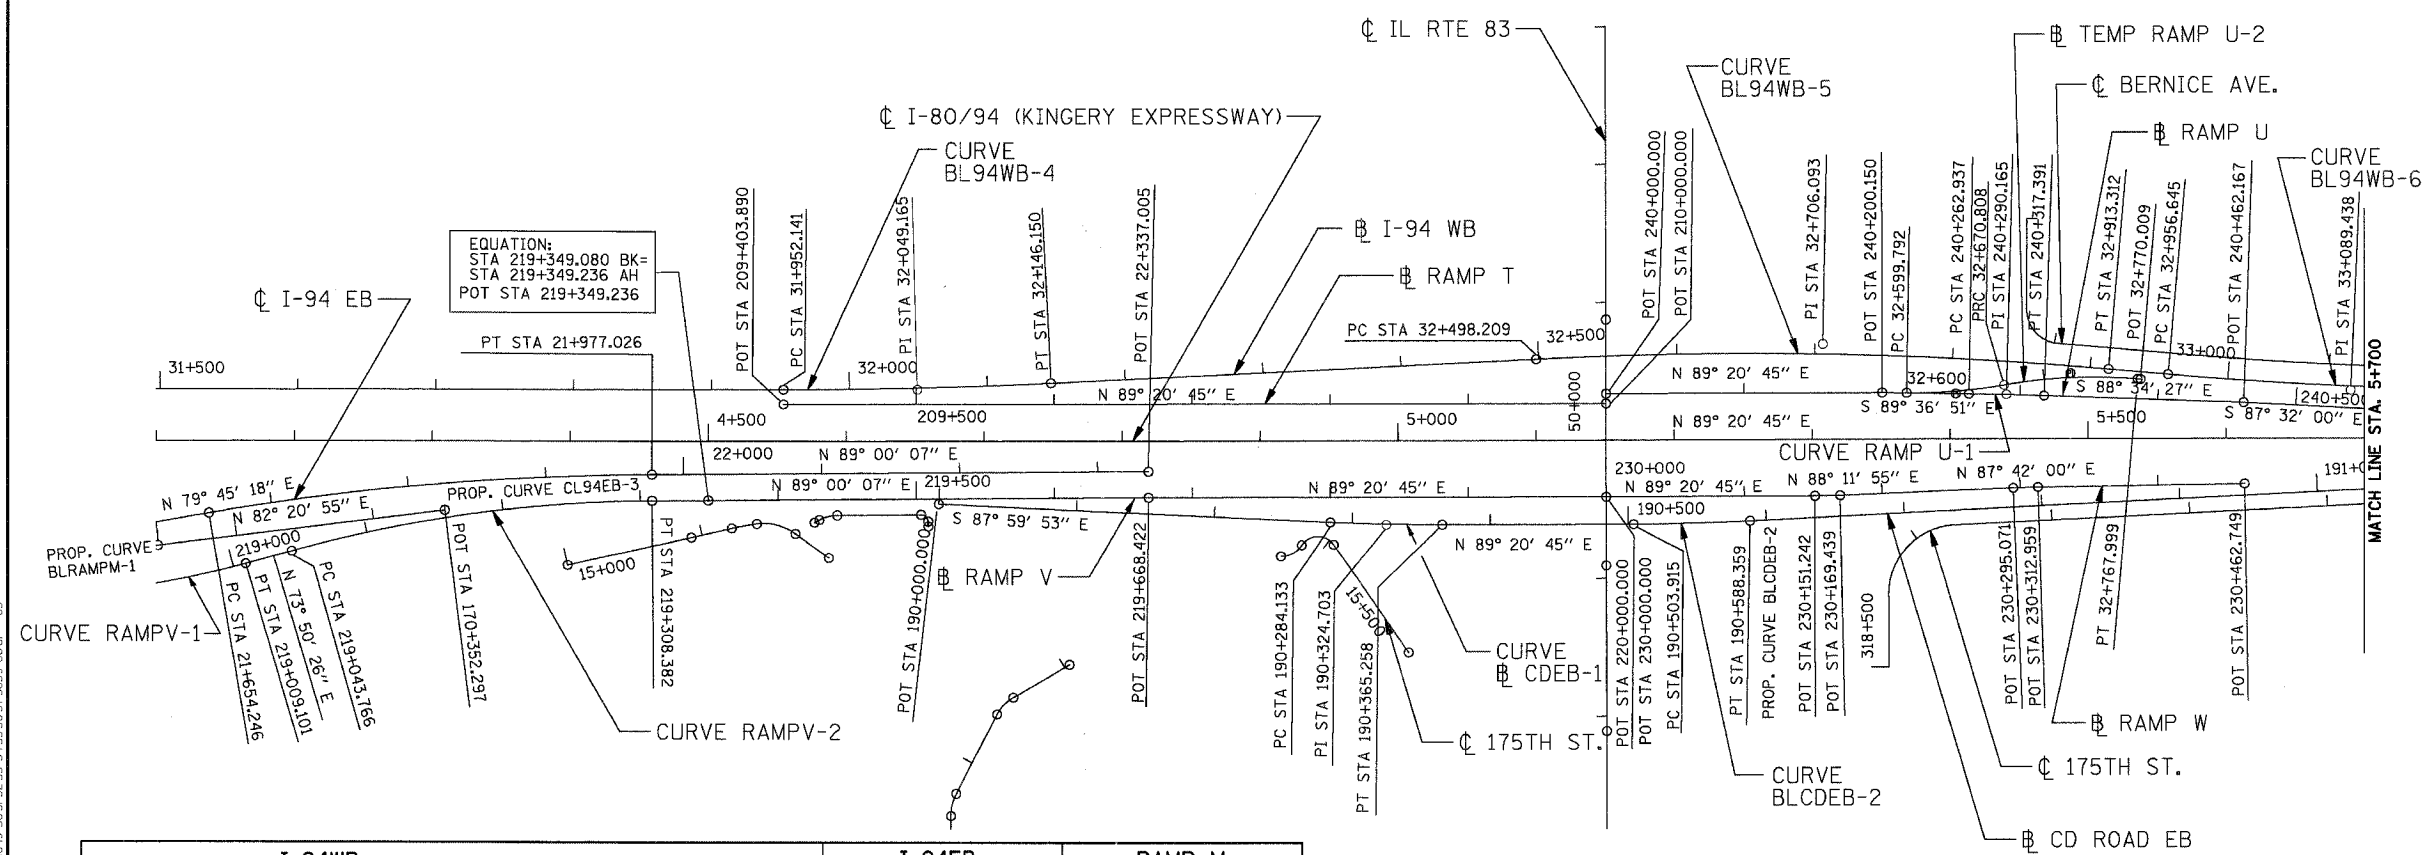 ℄ IL RTE 83
CURVE
BL94WB-5
℄ I-80/94 (KINGERY EXPRESSWAY)
CURVE
BL94WB-4
BL TEMP RAMP U-2
℄ BERNICE AVE.
BL RAMP U
CURVE
BL94WB-6
EQUATION:
STA 219+349.080 BK=
STA 219+349.236 AH
POT STA 219+349.236
℄ I-94 EB
PT STA 21+977.026
POT STA 209+403.890
PC STA 31+952.141
PI STA 32+049.165
PT STA 32+146.150
POT STA 22+337.005
BL I-94 WB
BL RAMP T
PC STA 32+498.209
32+500
POT STA 240+000.000
POT STA 210+000.000
PI STA 32+706.093
POT STA 240+200.150
PC 32+599.792
PC STA 240+262.937
PRC 32+670.808
PI STA 240+290.165
PT STA 240+317.391
PT STA 32+913.312
POT 32+770.009
PC STA 32+956.645
POT STA 240+462.167
PI STA 33+089.438
31+500
32+000
N 89° 20' 45" E
N 89° 20' 45" E
32+600
33+000
S 88° 34' 27" E
240+500
4+500
209+500
5+000
50+000
N 89° 20' 45" E
S 89° 36' 51" E
5+500
S 87° 32' 00" E
MATCH LINE STA. 5+700
CURVE RAMP U-1
22+000
N 89° 00' 07" E
N 79° 45' 18" E
N 82° 20' 55" E
PROP. CURVE CL94EB-3
N 89° 00' 07" E
219+500
N 89° 20' 45" E
230+000
N 89° 20' 45" E
N 88° 11' 55" E
N 87° 42' 00" E
S 87° 59' 53" E
190+500
N 89° 20' 45" E
PROP. CURVE
BLRAMPM-1
219+000
15+000
CURVE RAMPV-1
PC STA 21+654.246
PT STA 219+009.101
N 73° 50' 26" E
PC STA 219+043.766
POT STA 170+352.297
PT STA 219+308.382
CURVE RAMPV-2
POT STA 190+000.000
BL RAMP V
POT STA 219+668.422
PC STA 190+284.133
PI STA 190+324.703
PT STA 190+365.258
15+500
CURVE
BL CDEB-1
℄ 175TH ST.
POT STA 220+000.000
POT STA 230+000.000
PC STA 190+503.915
PT STA 190+588.359
PROP. CURVE BLCDEB-2
POT STA 230+151.242
POT STA 230+169.439
318+500
POT STA 230+295.071
POT STA 230+312.959
PT 32+767.999
POT STA 230+462.749
BL RAMP W
℄ 175TH ST.
CURVE
BLCDEB-2
BL CD ROAD EB